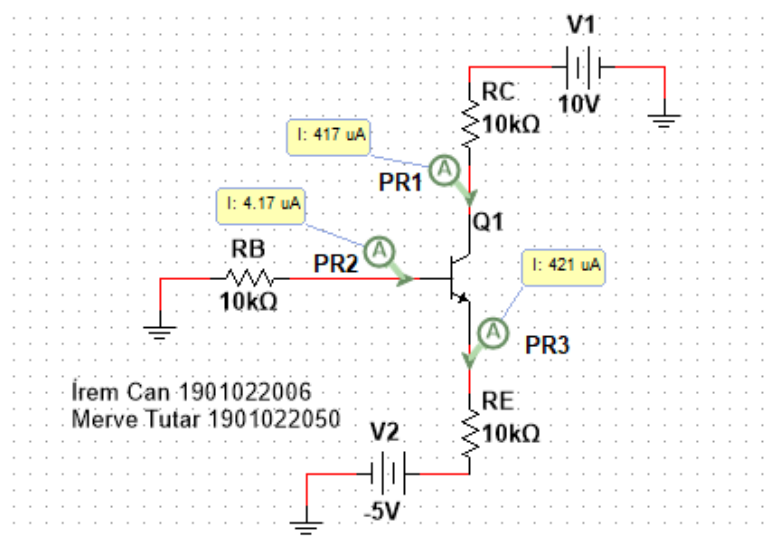 V1
10V
RC
10kΩ
I: 417 uA
A
PR1
Q1
I: 4.17 uA
A
PR2
RB
10kΩ
I: 421 uA
A
PR3
İrem Can 1901022006
Merve Tutar 1901022050
RE
10kΩ
V2
-5V